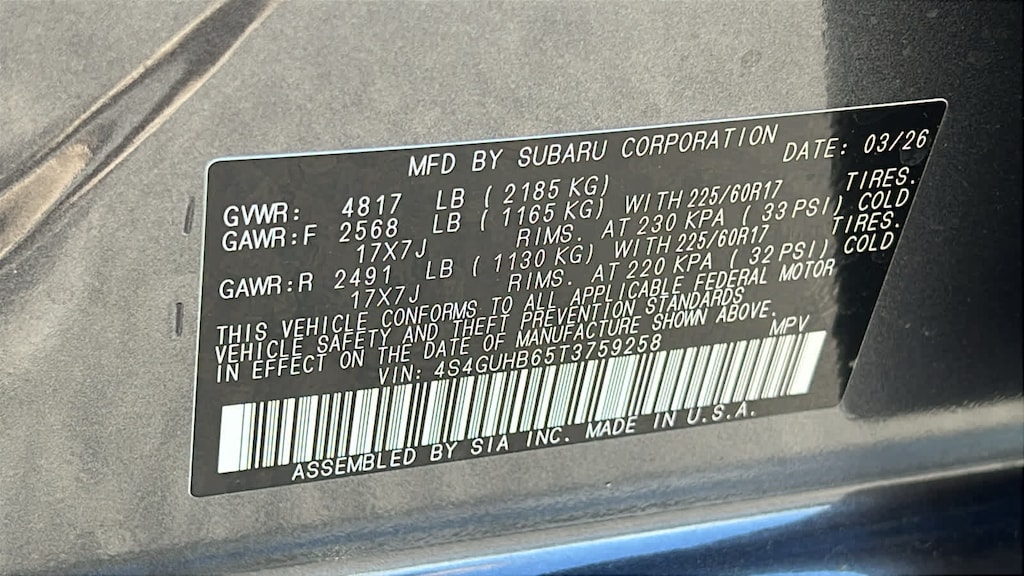 MFD BY SUBARU CORPORATION DATE: 03/26
GVWR: 4817 LB ( 2185 KG)
GAWR:F 2568 LB ( 1165 KG) WITH 225/60R17 TIRES.
17X7J RIMS. AT 230 KPA ( 33 PSI) COLD
GAWR:R 2491 LB ( 1130 KG) WITH 225/60R17 TIRES.
17X7J RIMS. AT 220 KPA ( 32 PSI) COLD
THIS VEHICLE CONFORMS TO ALL APPLICABLE FEDERAL MOTOR
VEHICLE SAFETY AND THEFT PREVENTION STANDARDS
IN EFFECT ON THE DATE OF MANUFACTURE SHOWN ABOVE.
VIN: 4S4GUHB65T3759258 MPV
ASSEMBLED BY SIA INC. MADE IN U.S.A.